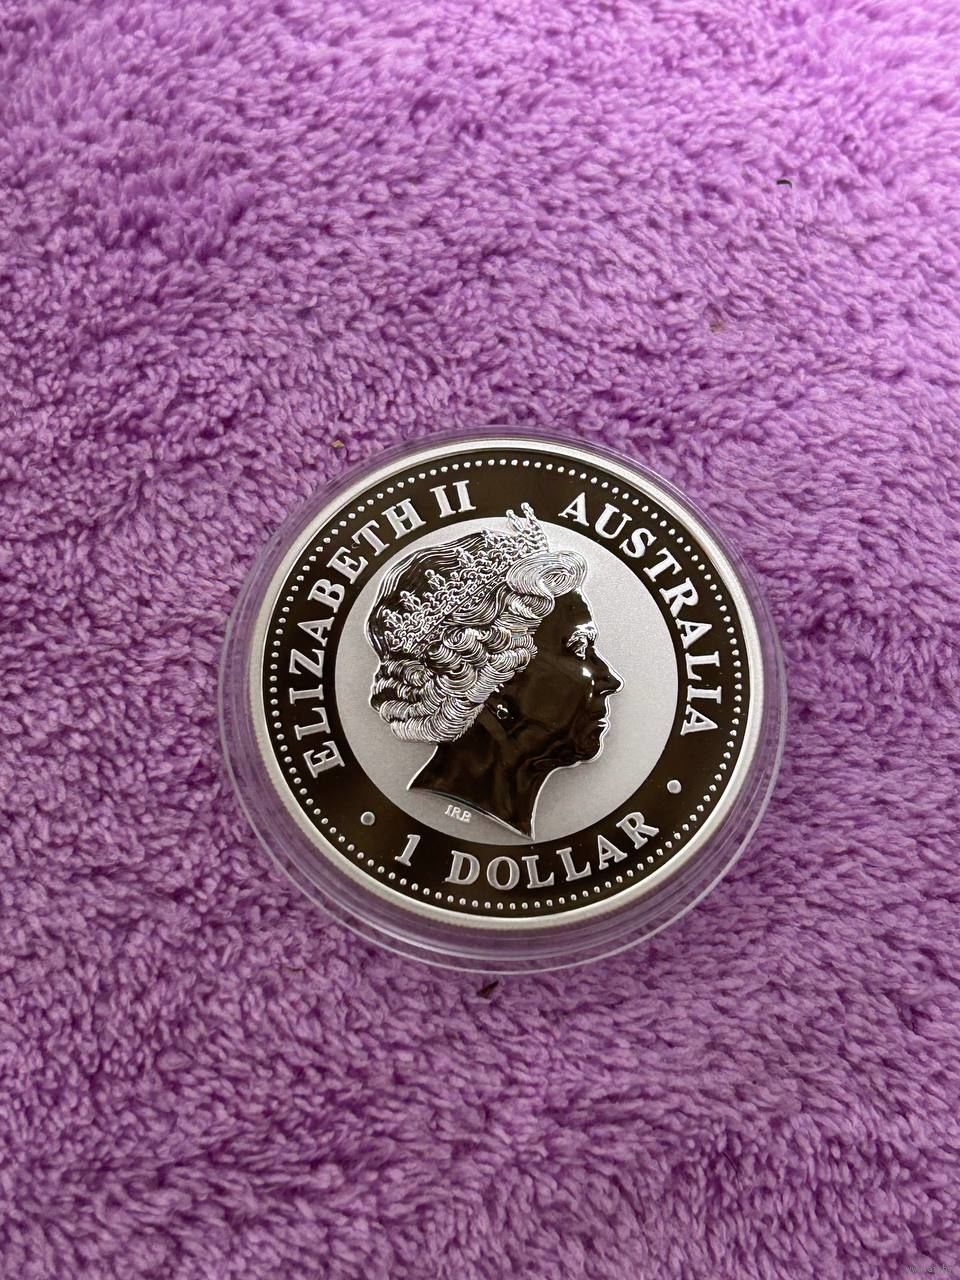 ELIZABETH II
AUSTRALIA
IRB
• 1 DOLLAR •